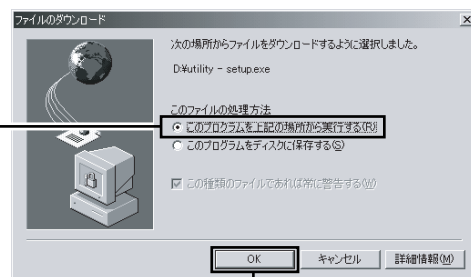 ファイルのダウンロード
次の場所からファイルをダウンロードするように選択しました。
D:¥utility - setup.exe
このファイルの処理方法
このプログラムを上記の場所から実行する(R)
このプログラムをディスクに保存する(S)
この種類のファイルであれば常に警告する(W)
OK キャンセル 詳細情報(M)